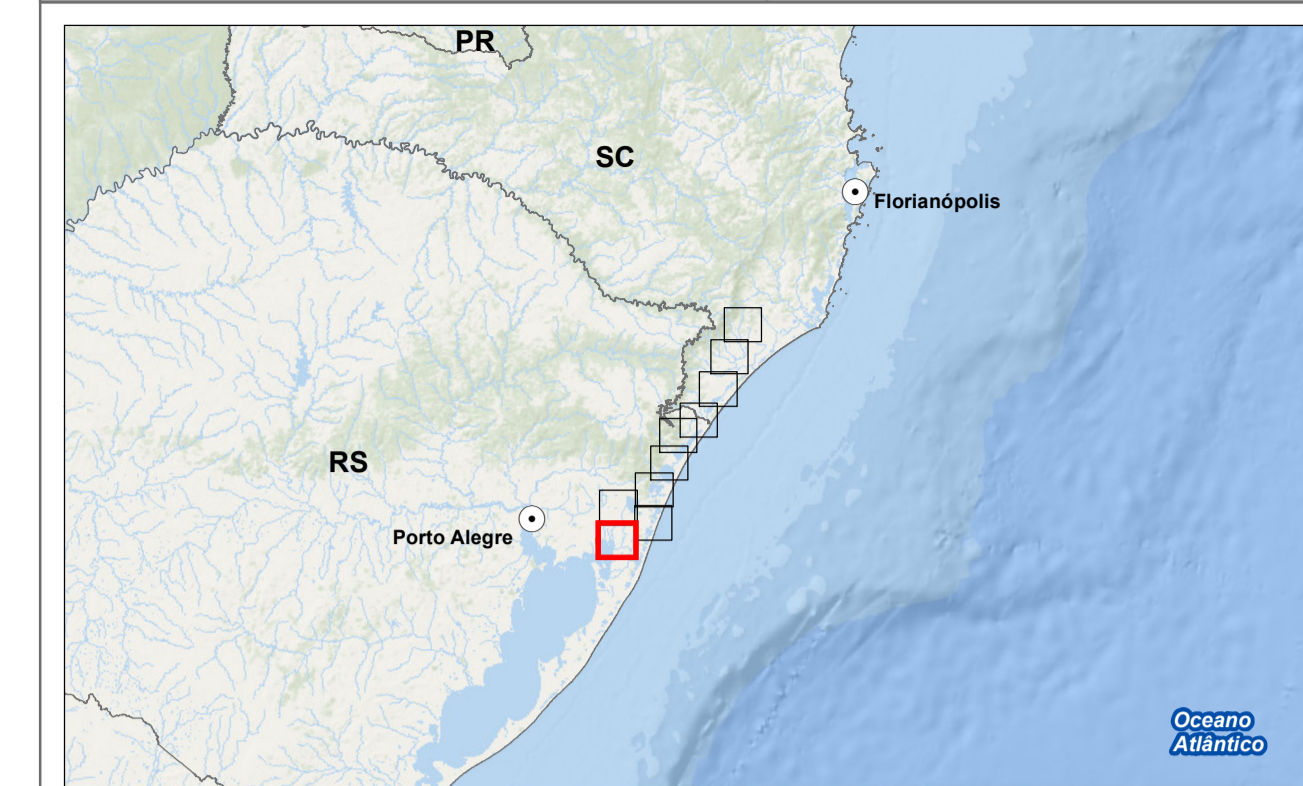 PR
SC
Florianópolis
RS
Porto Alegre
Oceano
Atlântico